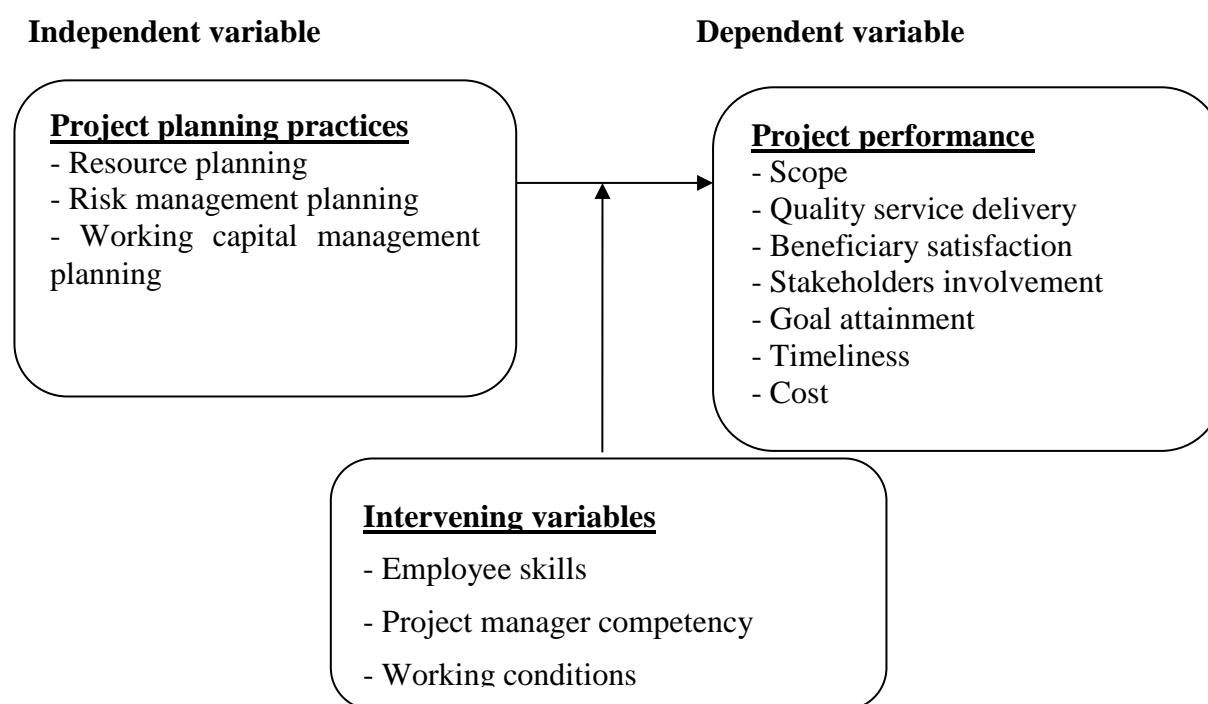 Independent variable
Dependent variable
Project planning practices
- Resource planning
- Risk management planning
- Working capital management
planning
Project performance
- Scope
- Quality service delivery
- Beneficiary satisfaction
- Stakeholders involvement
- Goal attainment
- Timeliness
- Cost
Intervening variables
- Employee skills
- Project manager competency
- Working conditions